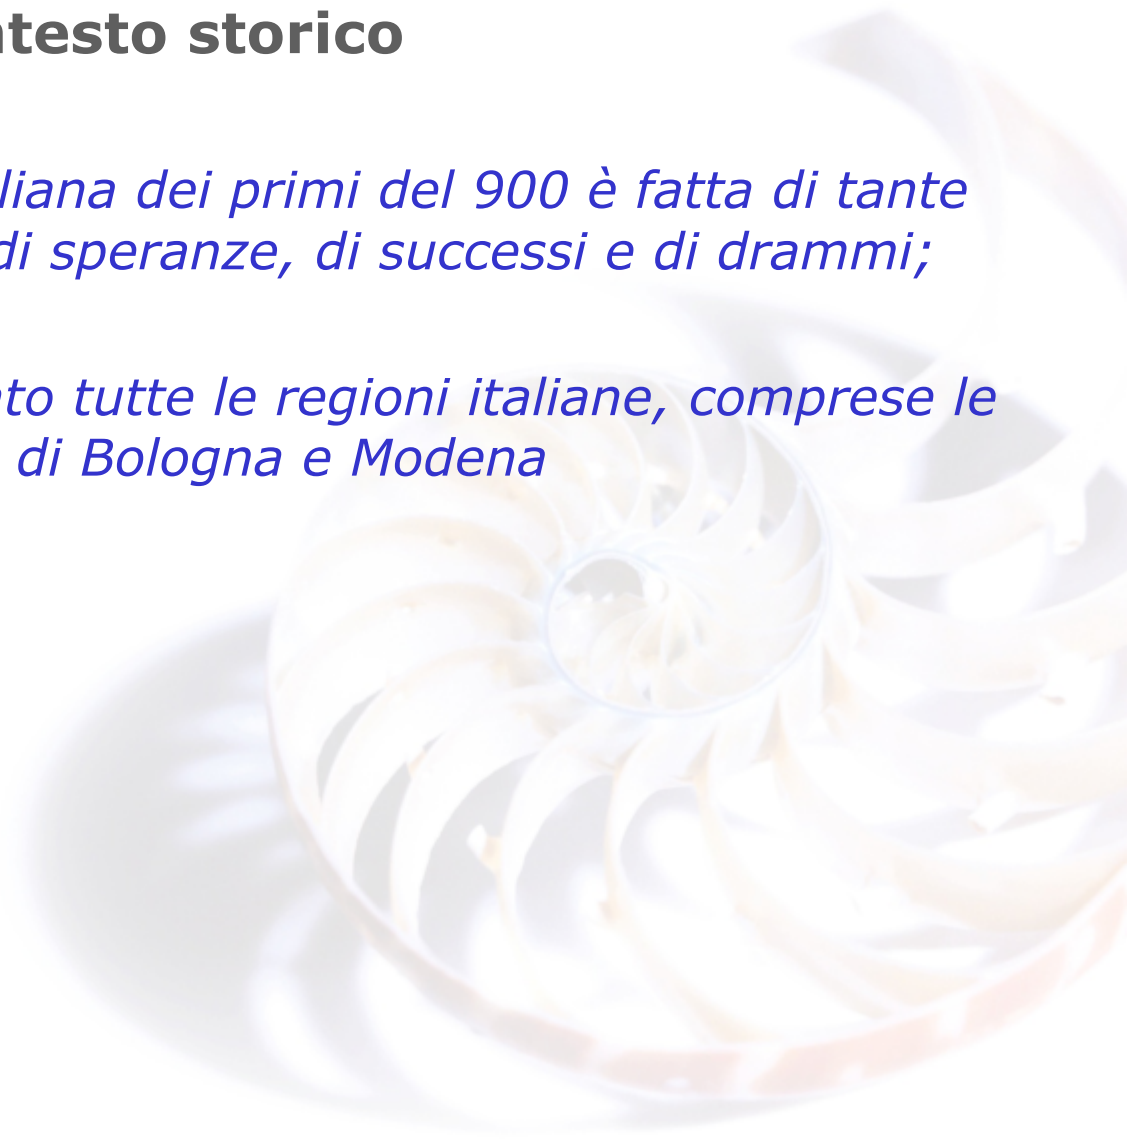 ntesto storico
liana dei primi del 900 è fatta di tante
di speranze, di successi e di drammi;
to tutte le regioni italiane, comprese le
di Bologna e Modena